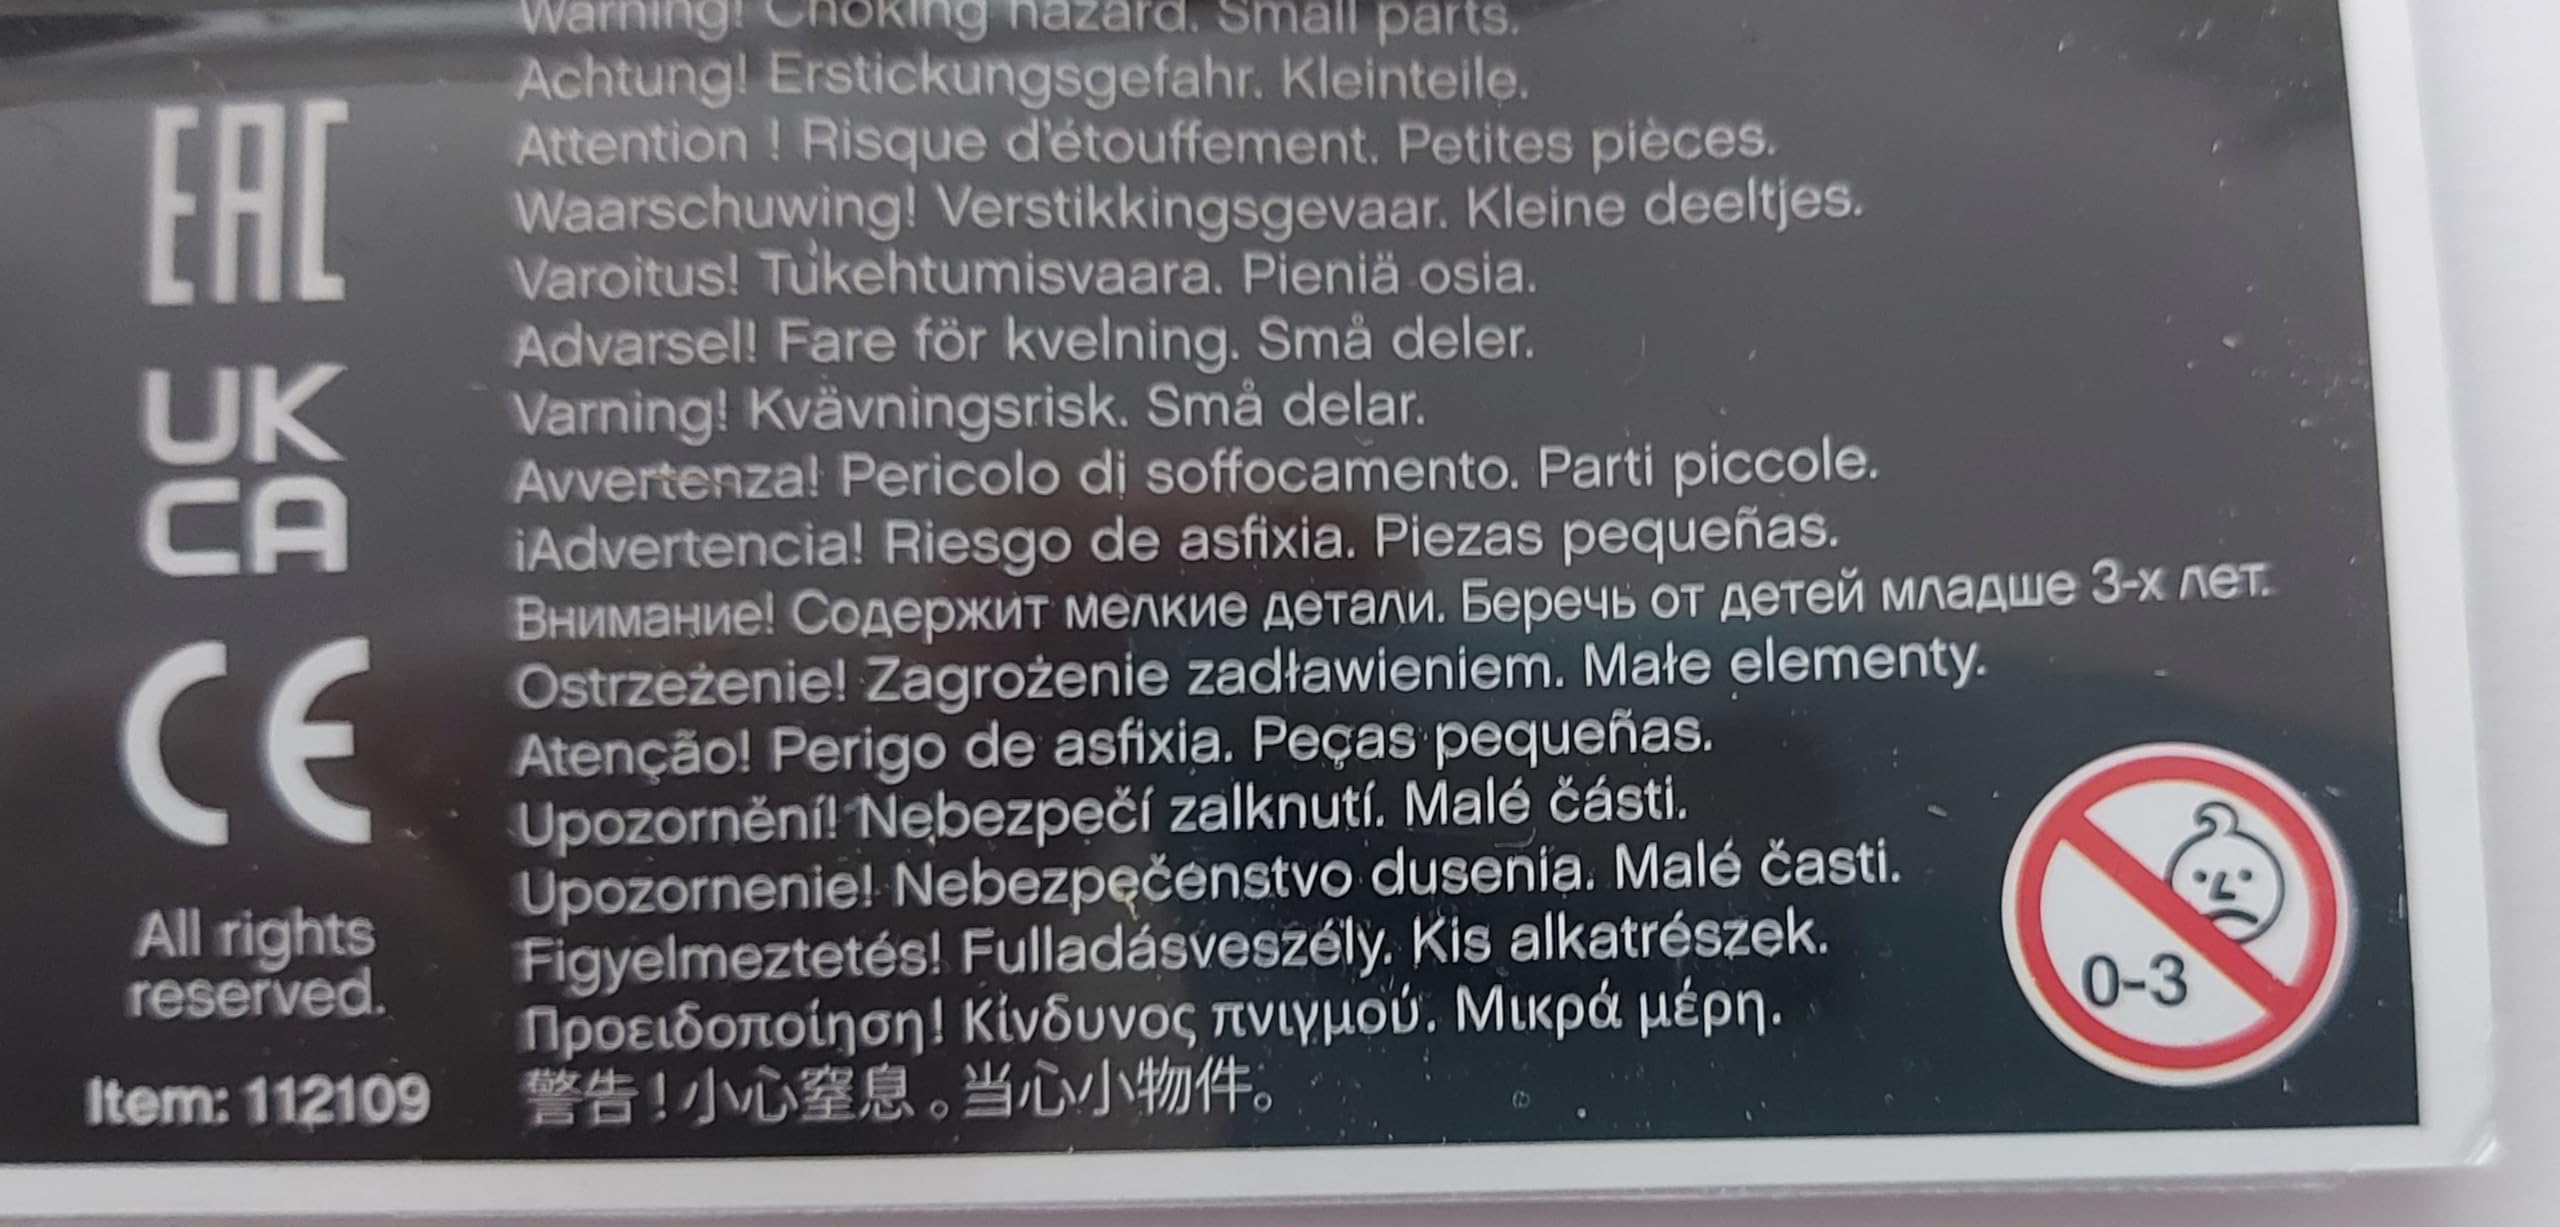 Warning! Choking hazard. Small parts.
Achtung! Erstickungsgefahr. Kleinteile.
Attention ! Risque d'étouffement. Petites pièces.
Waarschuwing! Verstikkingsgevaar. Kleine deeltjes.
Varoitus! Tukehtumisvaara. Pieniä osia.
Advarsel! Fare för kvelning. Små deler.
Varning! Kvävningsrisk. Små delar.
Avvertenza! Pericolo di soffocamento. Parti piccole.
¡Advertencia! Riesgo de asfixia. Piezas pequeñas.
Внимание! Содержит мелкие детали. Беречь от детей младше 3-х лет.
Ostrzeżenie! Zagrożenie zadławieniem. Małe elementy.
Atenção! Perigo de asfixia. Peças pequeñas.
Upozornění! Nebezpečí zalknutí. Malé části.
Upozornenie! Nebezpečenstvo dusenia. Malé časti.
Figyelmeztetés! Fulladásveszély. Kis alkatrészek.
Προειδοποίηση! Κίνδυνος πνιγμού. Μικρά μέρη.
警告！小心窒息。当心小物件。
EAC
UK
CA
CE
All rights
reserved.
Item: 112109
0-3